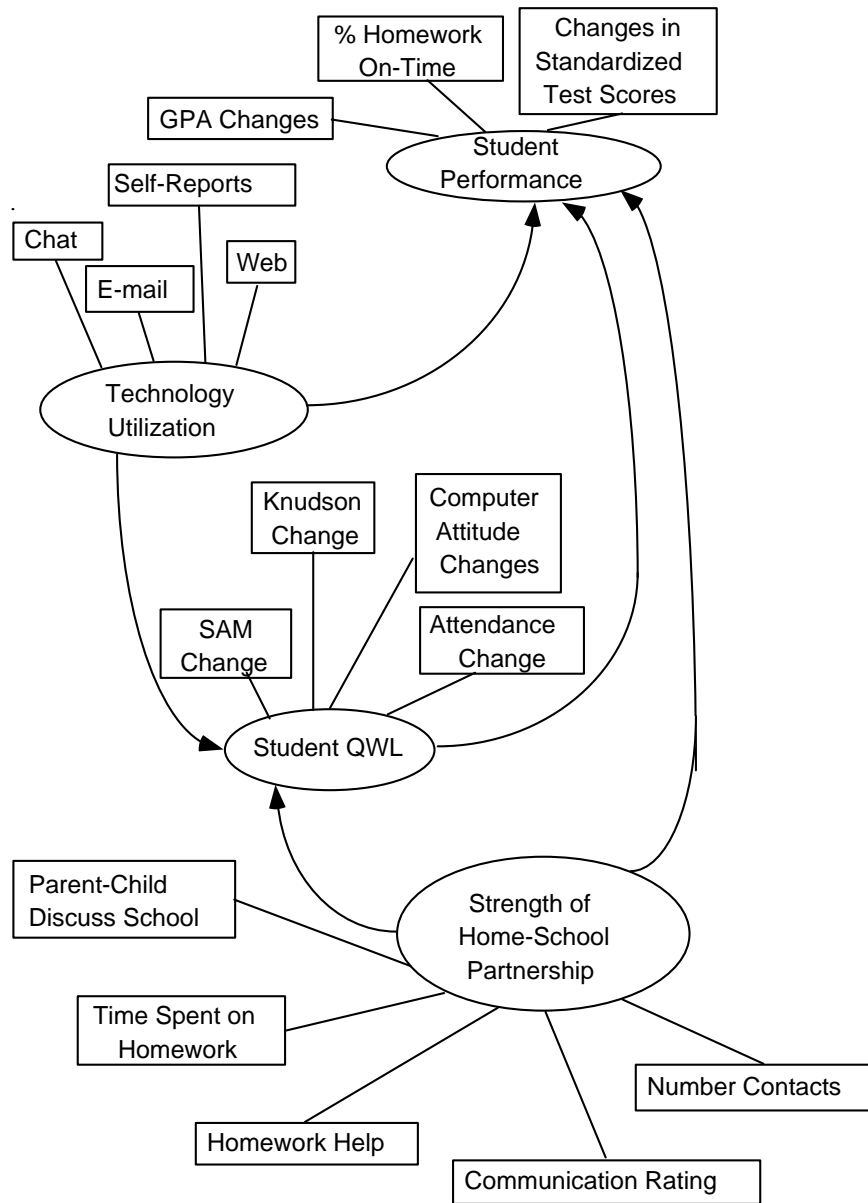 % Homework
On-Time
Changes in
Standardized
Test Scores
GPA Changes
Student
Performance
Self-Reports
Chat
E-mail
Web
Technology
Utilization
Knudson
Change
Computer
Attitude
Changes
SAM
Change
Attendance
Change
Student QWL
Parent-Child
Discuss School
Strength of
Home-School
Partnership
Time Spent on
Homework
Number Contacts
Homework Help
Communication Rating